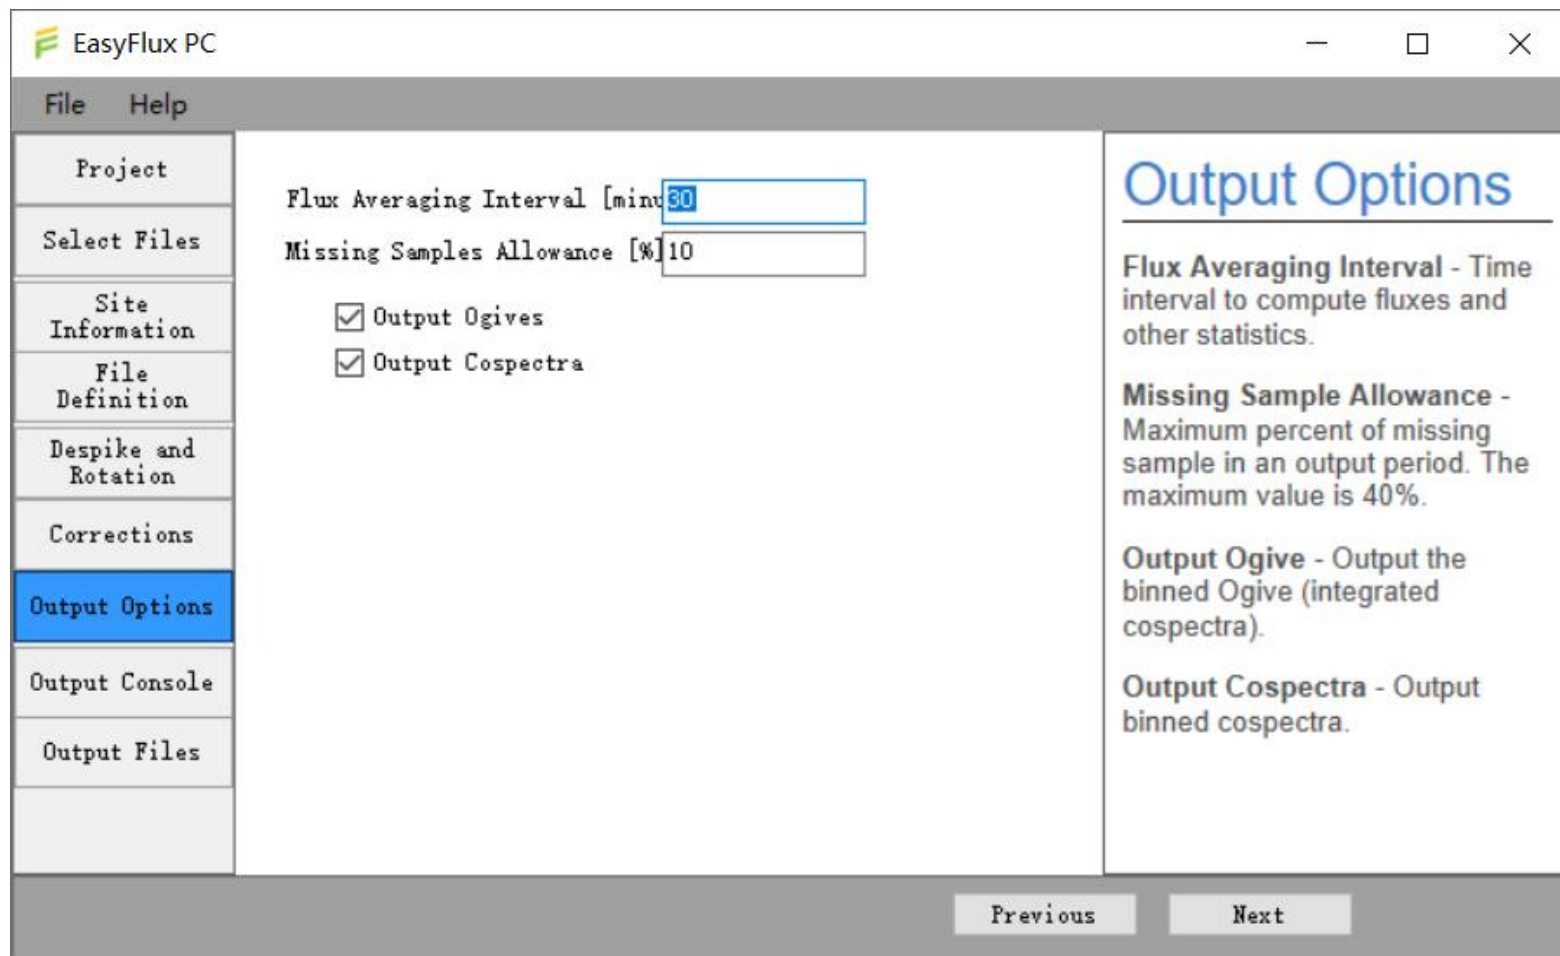 EasyFlux PC
File Help
Project
Select Files
Site
Information
File
Definition
Despike and
Rotation
Corrections
Output Options
Output Console
Output Files
Flux Averaging Interval [minu 30
Missing Samples Allowance [%] 10
Output Ogives
Output Cospectra
Output Options
Flux Averaging Interval - Time
interval to compute fluxes and
other statistics.
Missing Sample Allowance -
Maximum percent of missing
sample in an output period. The
maximum value is 40%.
Output Ogive - Output the
binned Ogive (integrated
cospectra).
Output Cospectra - Output
binned cospectra.
Previous Next